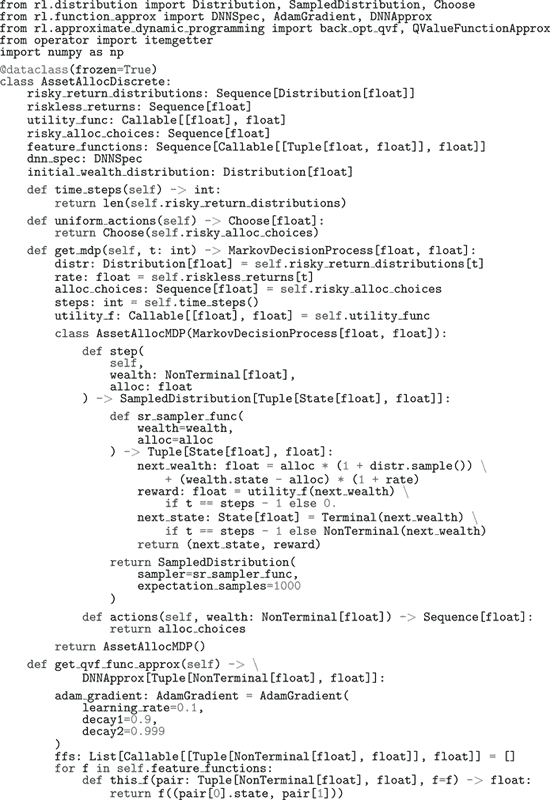 from rl.distribution import Distribution, SampledDistribution, Choose
from rl.function_approx import DNNSpec, AdamGradient, DNNApprox
from rl.approximate_dynamic_programming import back_opt_qvf, QValueFunctionApprox
from operator import itemgetter
import numpy as np
@dataclass(frozen=True)
class AssetAllocDiscrete:
    risky_return_distributions: Sequence[Distribution[float]]
    riskless_returns: Sequence[float]
    utility_func: Callable[[float], float]
    risky_alloc_choices: Sequence[float]
    feature_functions: Sequence[Callable[[Tuple[float, float]], float]]
    dnn_spec: DNNSpec
    initial_wealth_distribution: Distribution[float]
    def time_steps(self) -> int:
        return len(self.risky_return_distributions)
    def uniform_actions(self) -> Choose[float]:
        return Choose(self.risky_alloc_choices)
    def get_mdp(self, t: int) -> MarkovDecisionProcess[float, float]:
        distr: Distribution[float] = self.risky_return_distributions[t]
        rate: float = self.riskless_returns[t]
        alloc_choices: Sequence[float] = self.risky_alloc_choices
        steps: int = self.time_steps()
        utility_f: Callable[[float], float] = self.utility_func
        class AssetAllocMDP(MarkovDecisionProcess[float, float]):
            def step(
                self,
                wealth: NonTerminal[float],
                alloc: float
            ) -> SampledDistribution[Tuple[State[float], float]]:
                def sr_sampler_func(
                    wealth=wealth,
                    alloc=alloc
                ) -> Tuple[State[float], float]:
                    next_wealth: float = alloc * (1 + distr.sample()) \
                        + (wealth.state - alloc) * (1 + rate)
                    reward: float = utility_f(next_wealth) \
                        if t == steps - 1 else 0.
                    next_state: State[float] = Terminal(next_wealth) \
                        if t == steps - 1 else NonTerminal(next_wealth)
                    return (next_state, reward)
                return SampledDistribution(
                    sampler=sr_sampler_func,
                    expectation_samples=1000
                )
            def actions(self, wealth: NonTerminal[float]) -> Sequence[float]:
                return alloc_choices
        return AssetAllocMDP()
    def get_qvf_func_approx(self) -> \
            DNNApprox[Tuple[NonTerminal[float], float]]:
        adam_gradient: AdamGradient = AdamGradient(
            learning_rate=0.1,
            decay1=0.9,
            decay2=0.999
        )
        ffs: List[Callable[[Tuple[NonTerminal[float], float]], float]] = []
        for f in self.feature_functions:
            def this_f(pair: Tuple[NonTerminal[float], float], f=f) -> float:
                return f((pair[0].state, pair[1]))